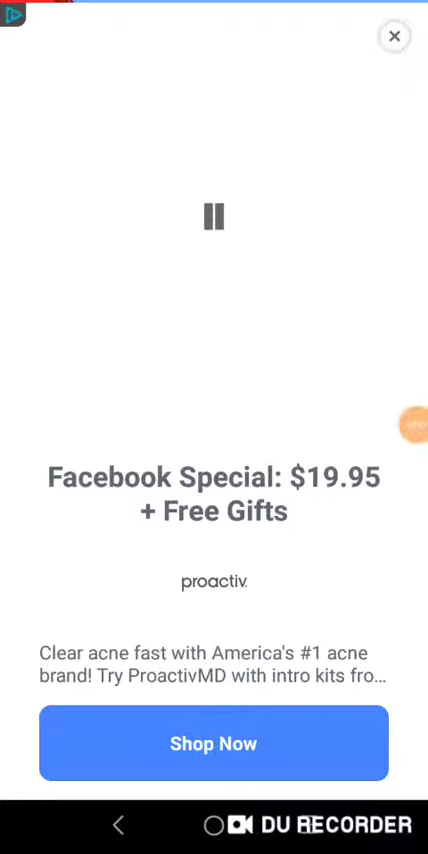 Facebook Special: $19.95
+ Free Gifts
proactiv
Clear acne fast with America's #1 acne
brand! Try ProactivMD with intro kits fro...
Shop Now
DU RECORDER